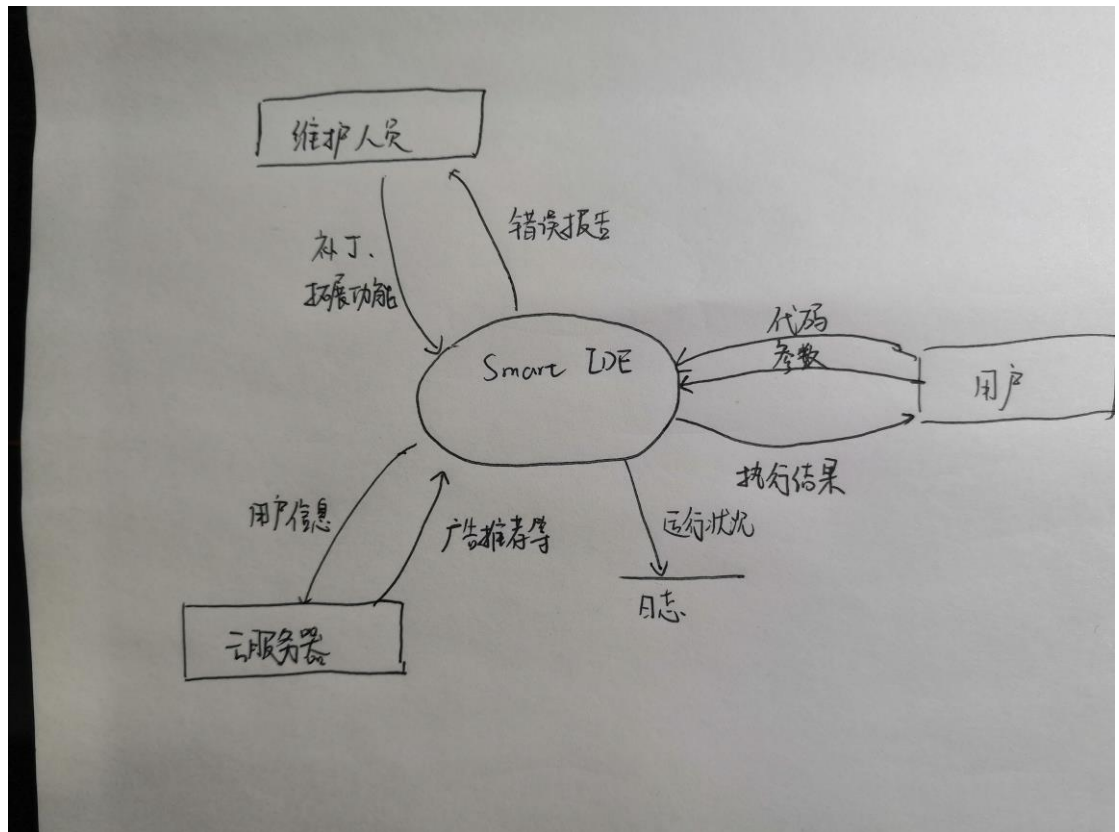 维护人员
错误报告
补丁、
拓展功能
代码
参数
Smart IDE
用户
执行结果
用户信息
广告推荐等
运行状况
日志
云服务器